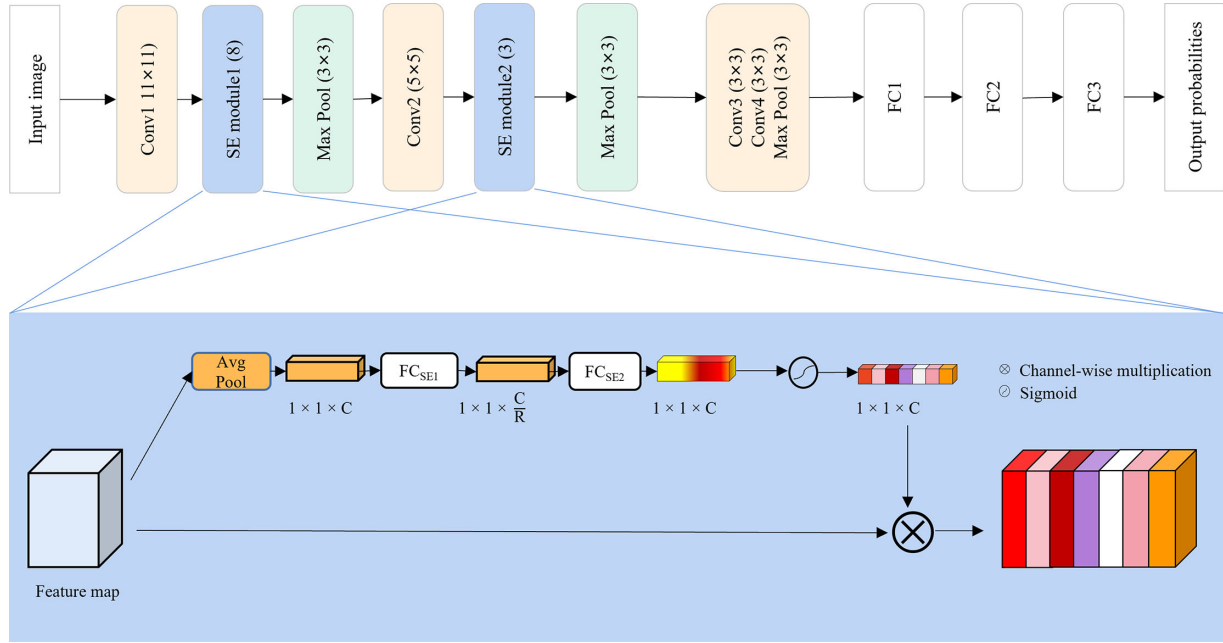 Input image
Conv1 11×11
SE module1 (8)
Max Pool (3×3)
Conv2 (5×5)
SE module2 (3)
Max Pool (3×3)
Conv3 (3×3)
Conv4 (3×3)
Max Pool (3×3)
FC1
FC2
FC3
Output probabilities
Avg
Pool
1 × 1 × C
FC_SE1
1 × 1 × C/R
FC_SE2
1 × 1 × C
1 × 1 × C
Channel-wise multiplication
Sigmoid
Feature map